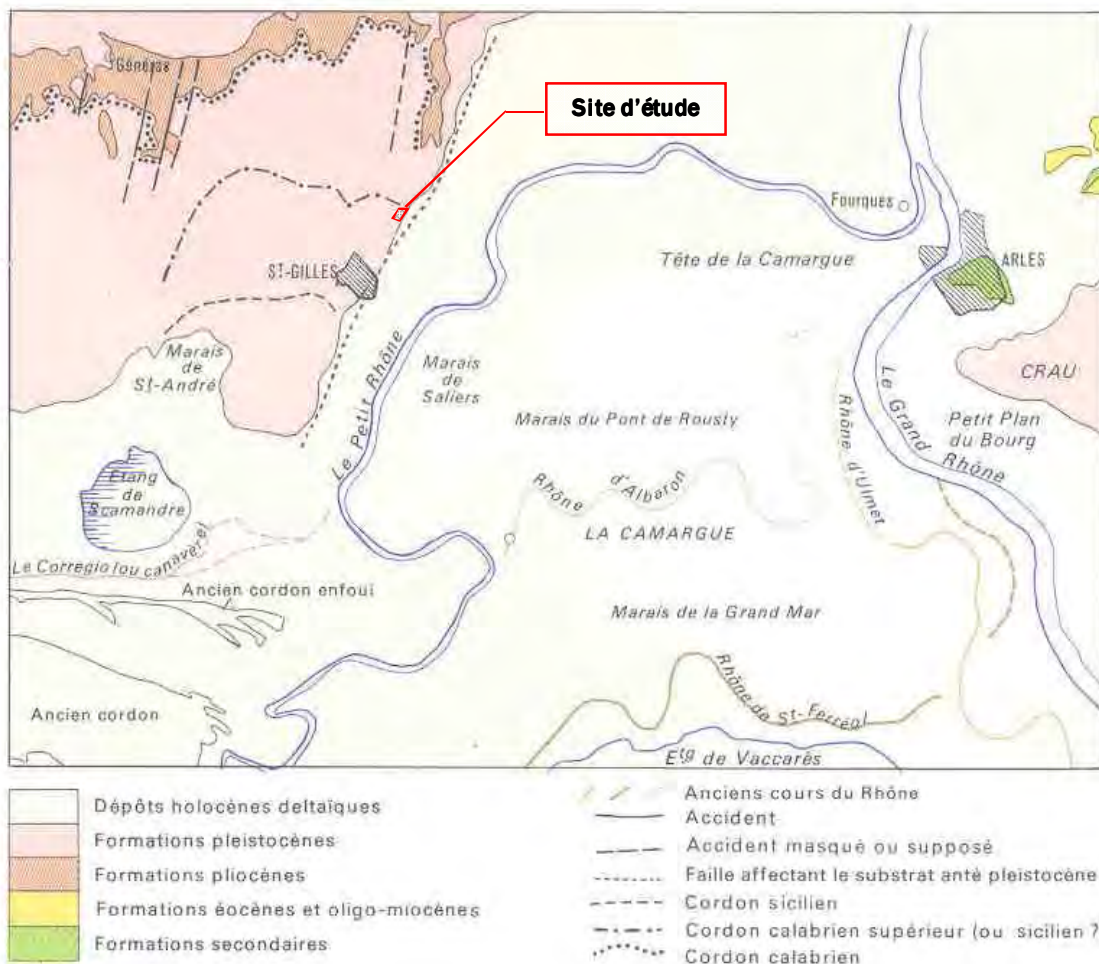 Générac
Site d'étude
Fourques
ST-GILLES
Tête de la Camargue
ARLES
Marais
de
St-André
Le Petit Rhône
Marais
de
Saliers
CRAU
Marais du Pont de Rousty
Le Grand Rhône
Petit Plan
du Bourg
Rhône d'Ulmet
Etang
de
Scamandre
Rhône d'Albaron
LA CAMARGUE
Le Corregio (ou canaverel
Ancien cordon enfoui
Marais de la Grand Mar
Ancien cordon
Rhône de St-Ferréol
Etg de Vaccarès
Dépôts holocènes deltaïques
Formations pleistocènes
Formations pliocènes
Formations éocènes et oligo-miocènes
Formations secondaires
Anciens cours du Rhône
Accident
Accident masqué ou supposé
Faille affectant le substrat anté pleistocène
Cordon sicilien
Cordon calabrien supérieur (ou sicilien ?
Cordon calabrien